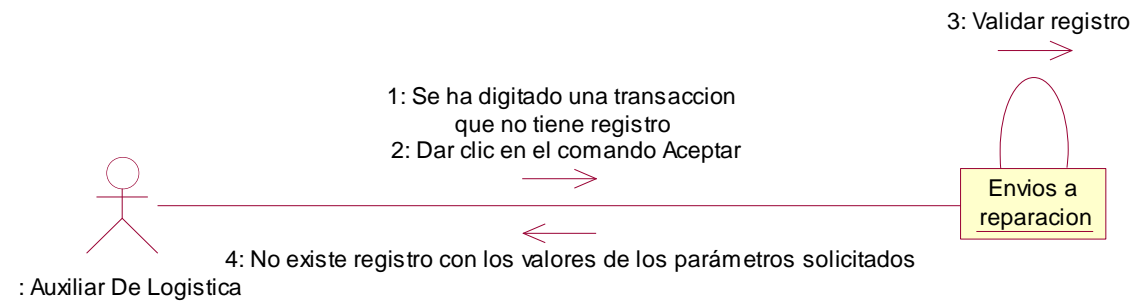 3: Validar registro
1: Se ha digitado una transaccion
que no tiene registro
2: Dar clic en el comando Aceptar
Envios a
reparacion
4: No existe registro con los valores de los parámetros solicitados
: Auxiliar De Logistica